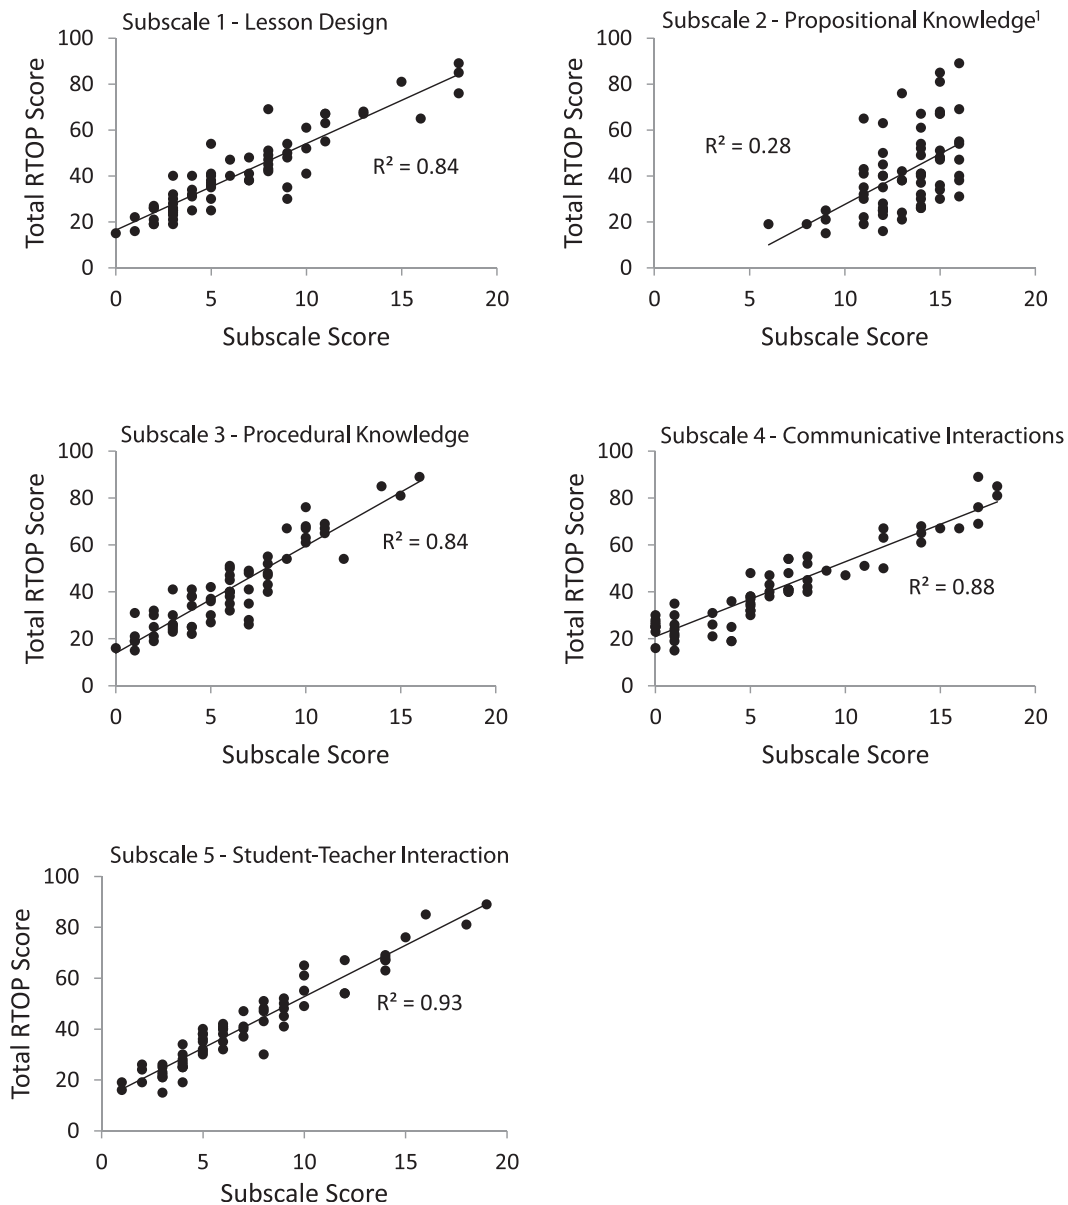 Subscale 1 - Lesson Design
Total RTOP Score
100
80
60
40
20
0
R² = 0.84
0 5 10 15 20
Subscale Score
Subscale 2 - Propositional Knowledge¹
Total RTOP Score
100
80
60
40
20
0
R² = 0.28
0 5 10 15 20
Subscale Score
Subscale 3 - Procedural Knowledge
Total RTOP Score
100
80
60
40
20
0
R² = 0.84
0 5 10 15 20
Subscale Score
Subscale 4 - Communicative Interactions
Total RTOP Score
100
80
60
40
20
0
R² = 0.88
0 5 10 15 20
Subscale Score
Subscale 5 - Student-Teacher Interaction
Total RTOP Score
100
80
60
40
20
0
R² = 0.93
0 5 10 15 20
Subscale Score